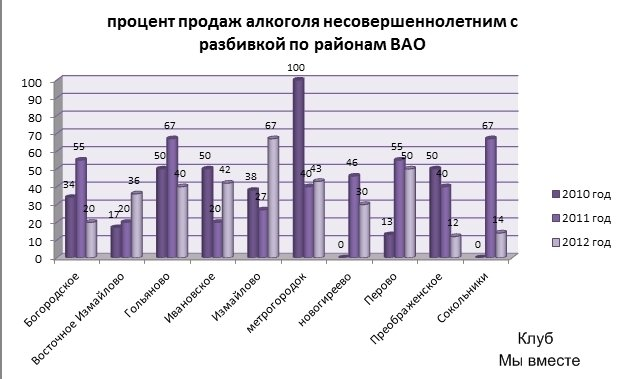 процент продаж алкоголя несовершеннолетним с
разбивкой по районам ВАО
100
90
80
70
60
50
40
30
20
10
0
34 55 20
17 20 36
50 67 40
50 20 42
38 27 67
100 40 43
0 46 30
13 55 50
50 40 12
0 67 14
Богородское
Восточное Измайлово
Гольяново
Ивановское
Измайлово
метрогородок
новогиреево
Перово
Преображенское
Сокольники
2010 год
2011 год
2012 год
Клуб
Мы вместе